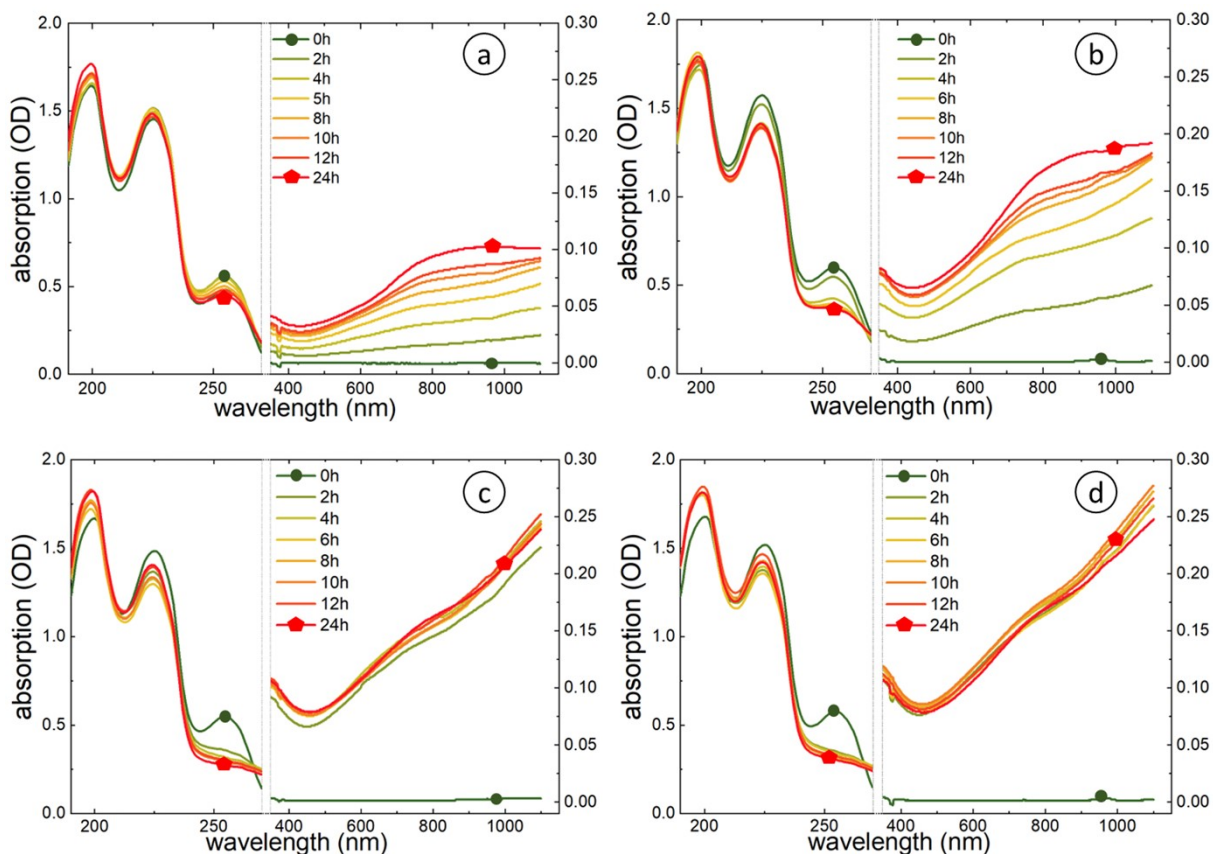 a
absorption (OD)
2.0
1.5
1.0
0.5
0.0
0h
2h
4h
5h
8h
10h
12h
24h
0.30
0.25
0.20
0.15
0.10
0.05
0.00
200
250
400
600
800
1000
wavelength (nm)
b
absorption (OD)
2.0
1.5
1.0
0.5
0.0
0h
2h
4h
6h
8h
10h
12h
24h
0.30
0.25
0.20
0.15
0.10
0.05
0.00
200
250
400
600
800
1000
wavelength (nm)
c
absorption (OD)
2.0
1.5
1.0
0.5
0.0
0h
2h
4h
6h
8h
10h
12h
24h
0.30
0.25
0.20
0.15
0.10
0.05
0.00
200
250
400
600
800
1000
wavelength (nm)
d
absorption (OD)
2.0
1.5
1.0
0.5
0.0
0h
2h
4h
6h
8h
10h
12h
24h
0.30
0.25
0.20
0.15
0.10
0.05
0.00
200
250
400
600
800
1000
wavelength (nm)